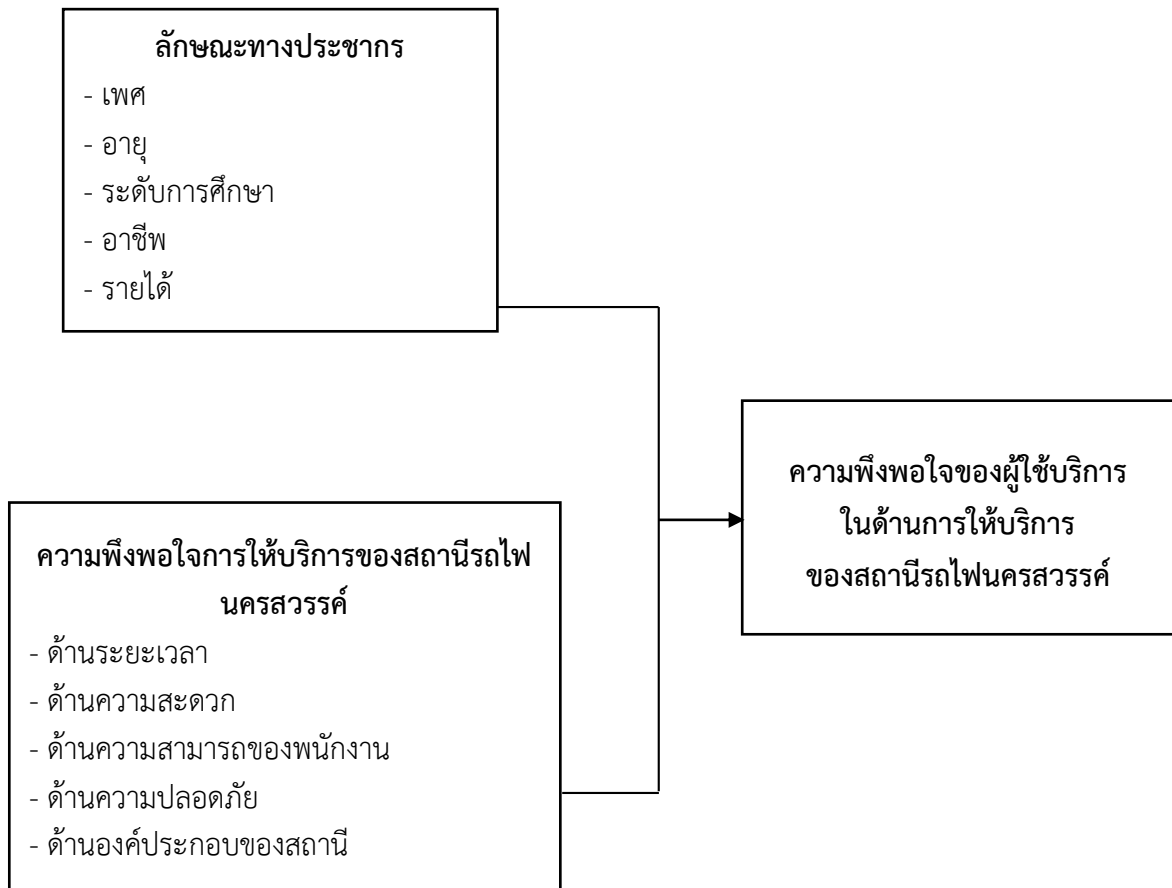 ลักษณะทางประชากร
- เพศ
- อายุ
- ระดับการศึกษา
- อาชีพ
- รายได้
ความพึงพอใจการให้บริการของสถานีรถไฟ
นครสวรรค์
- ด้านระยะเวลา
- ด้านความสะดวก
- ด้านความสามารถของพนักงาน
- ด้านความปลอดภัย
- ด้านองค์ประกอบของสถานี
ความพึงพอใจของผู้ใช้บริการ
ในด้านการให้บริการ
ของสถานีรถไฟนครสวรรค์